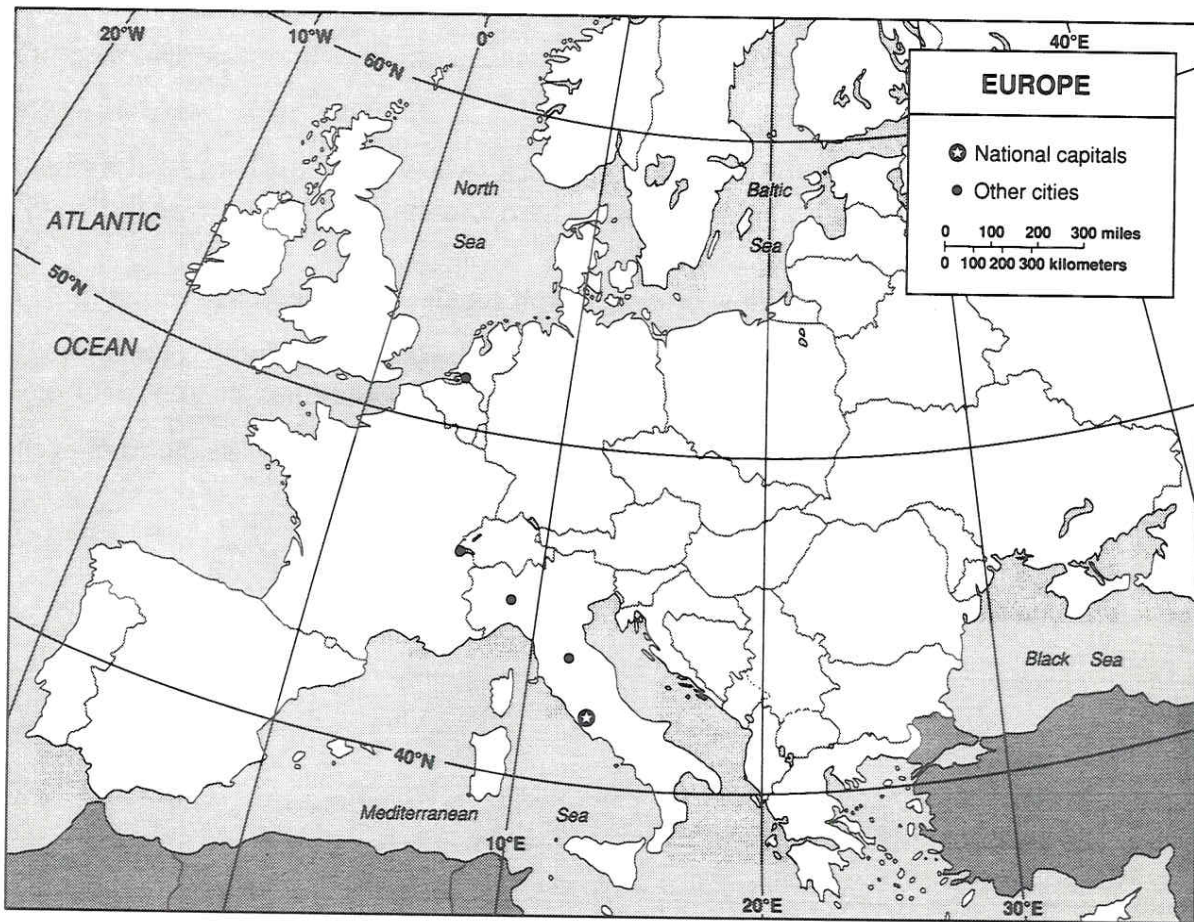 20°W
10°W
0°
40°E
60°N
EUROPE
National capitals
Other cities
0 100 200 300 miles
0 100 200 300 kilometers
North
Sea
Baltic
Sea
ATLANTIC
OCEAN
50°N
Black Sea
40°N
Mediterranean Sea
10°E
20°E
30°E